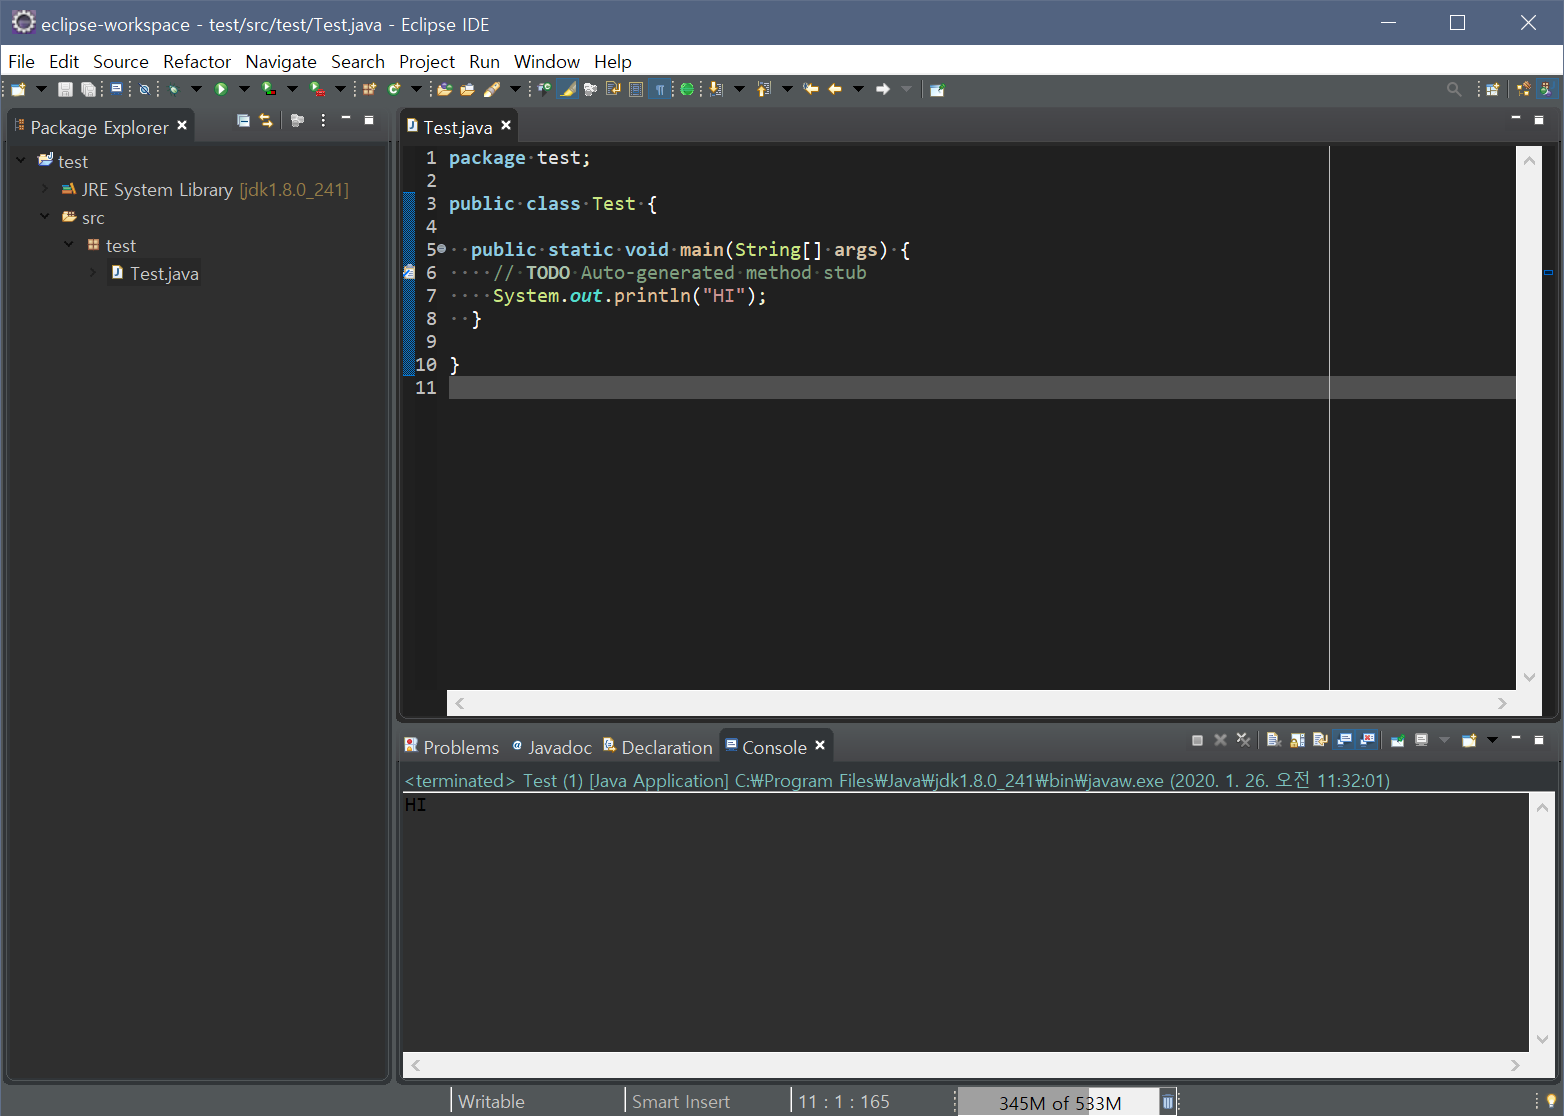 eclipse-workspace - test/src/test/Test.java - Eclipse IDE
File Edit Source Refactor Navigate Search Project Run Window Help
Package Explorer
test
JRE System Library [jdk1.8.0_241]
src
test
Test.java
Test.java
1 package test;
2
3 public class Test {
4
5 public static void main(String[] args) {
6 // TODO Auto-generated method stub
7 System.out.println("HI");
8 }
9
10 }
11
Problems @ Javadoc Declaration Console
<terminated> Test (1) [Java Application] C:₩Program Files₩Java₩jdk1.8.0_241₩bin₩javaw.exe (2020. 1. 26. 오전 11:32:01)
HI
Writable Smart Insert 11 : 1 : 165 345M of 533M